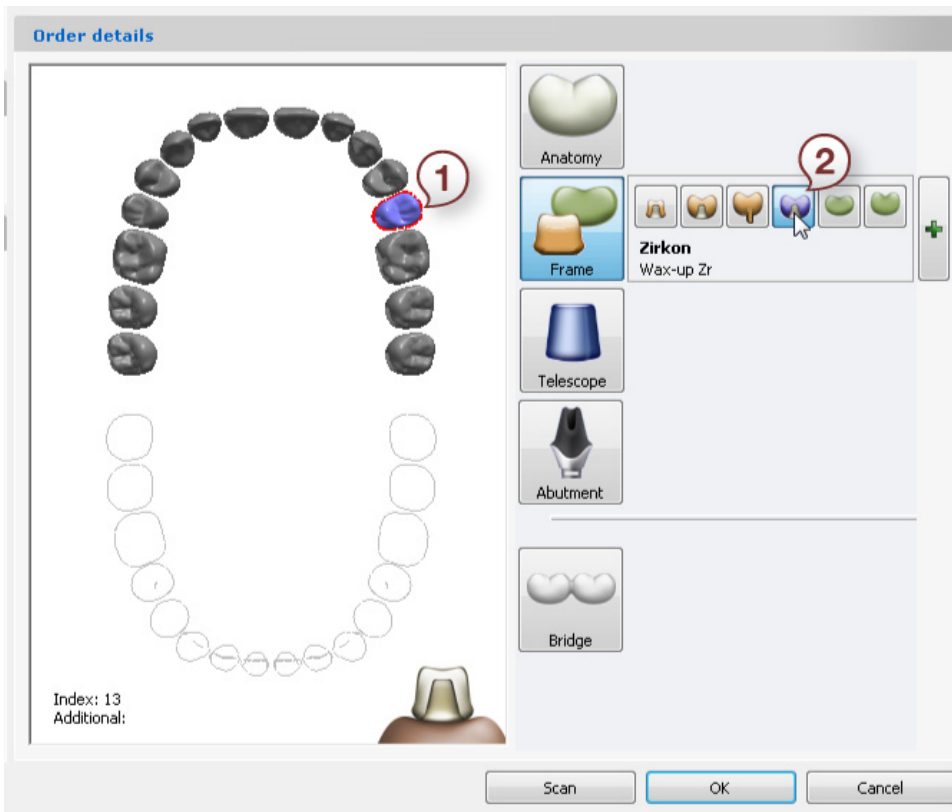 Order details
Anatomy
1
2
Frame
Zirkon
Wax-up Zr
Telescope
Abutment
Bridge
Index: 13
Additional:
Scan
OK
Cancel